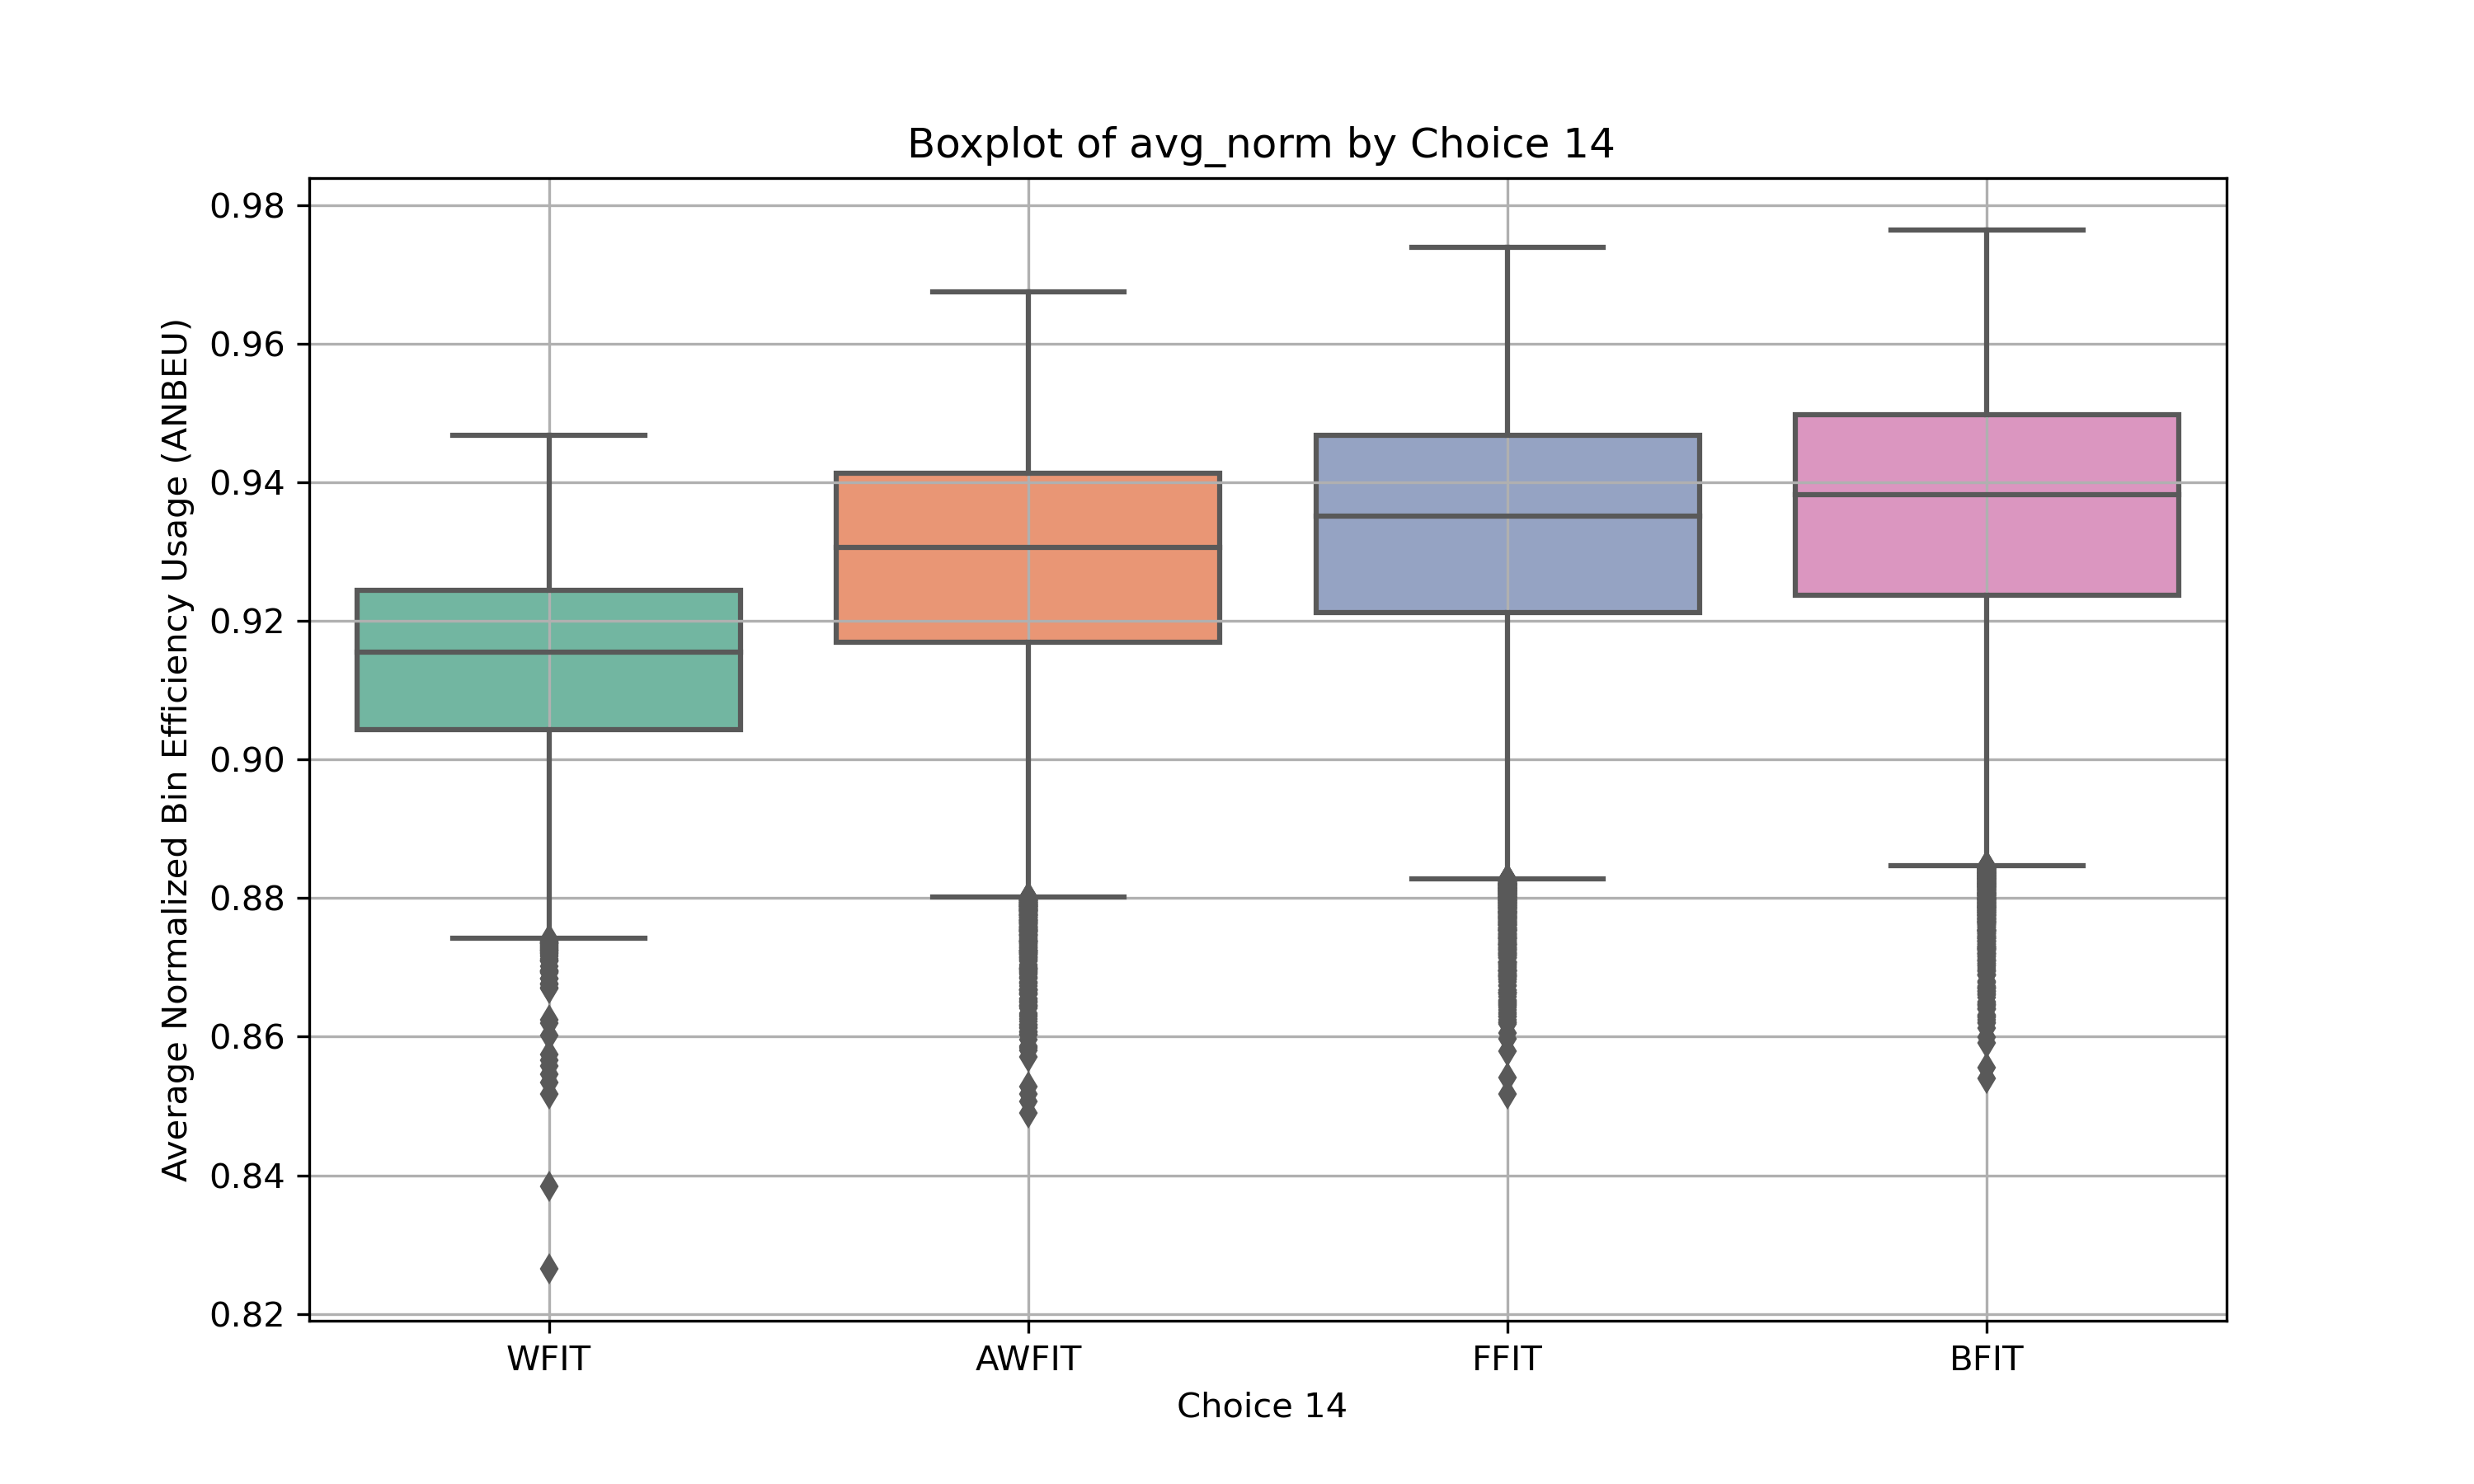 Boxplot of avg_norm by Choice 14
Average Normalized Bin Efficiency Usage (ANBEU)
0.98
0.96
0.94
0.92
0.90
0.88
0.86
0.84
0.82
WFIT AWFIT FFIT BFIT
Choice 14